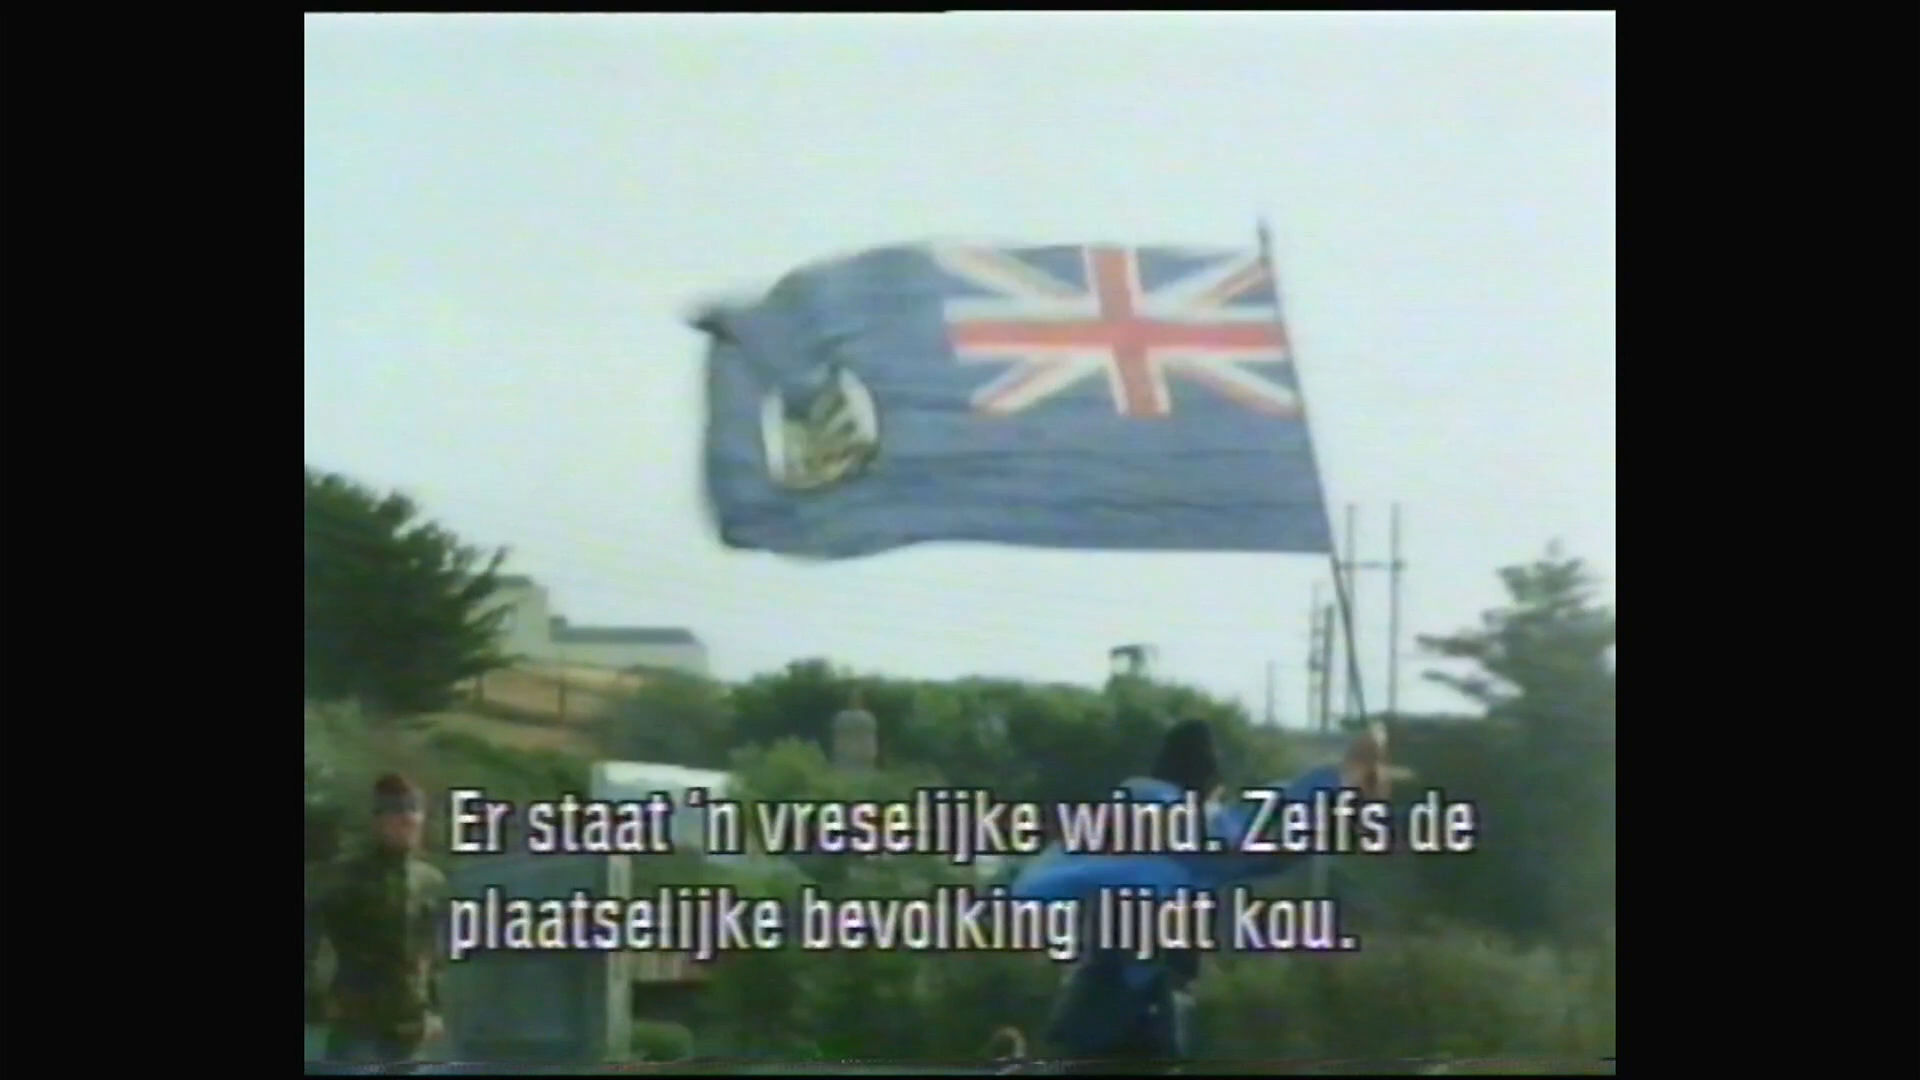 Er staat ‘n vreselijke wind. Zelfs de
plaatselijke bevolking lijdt kou.